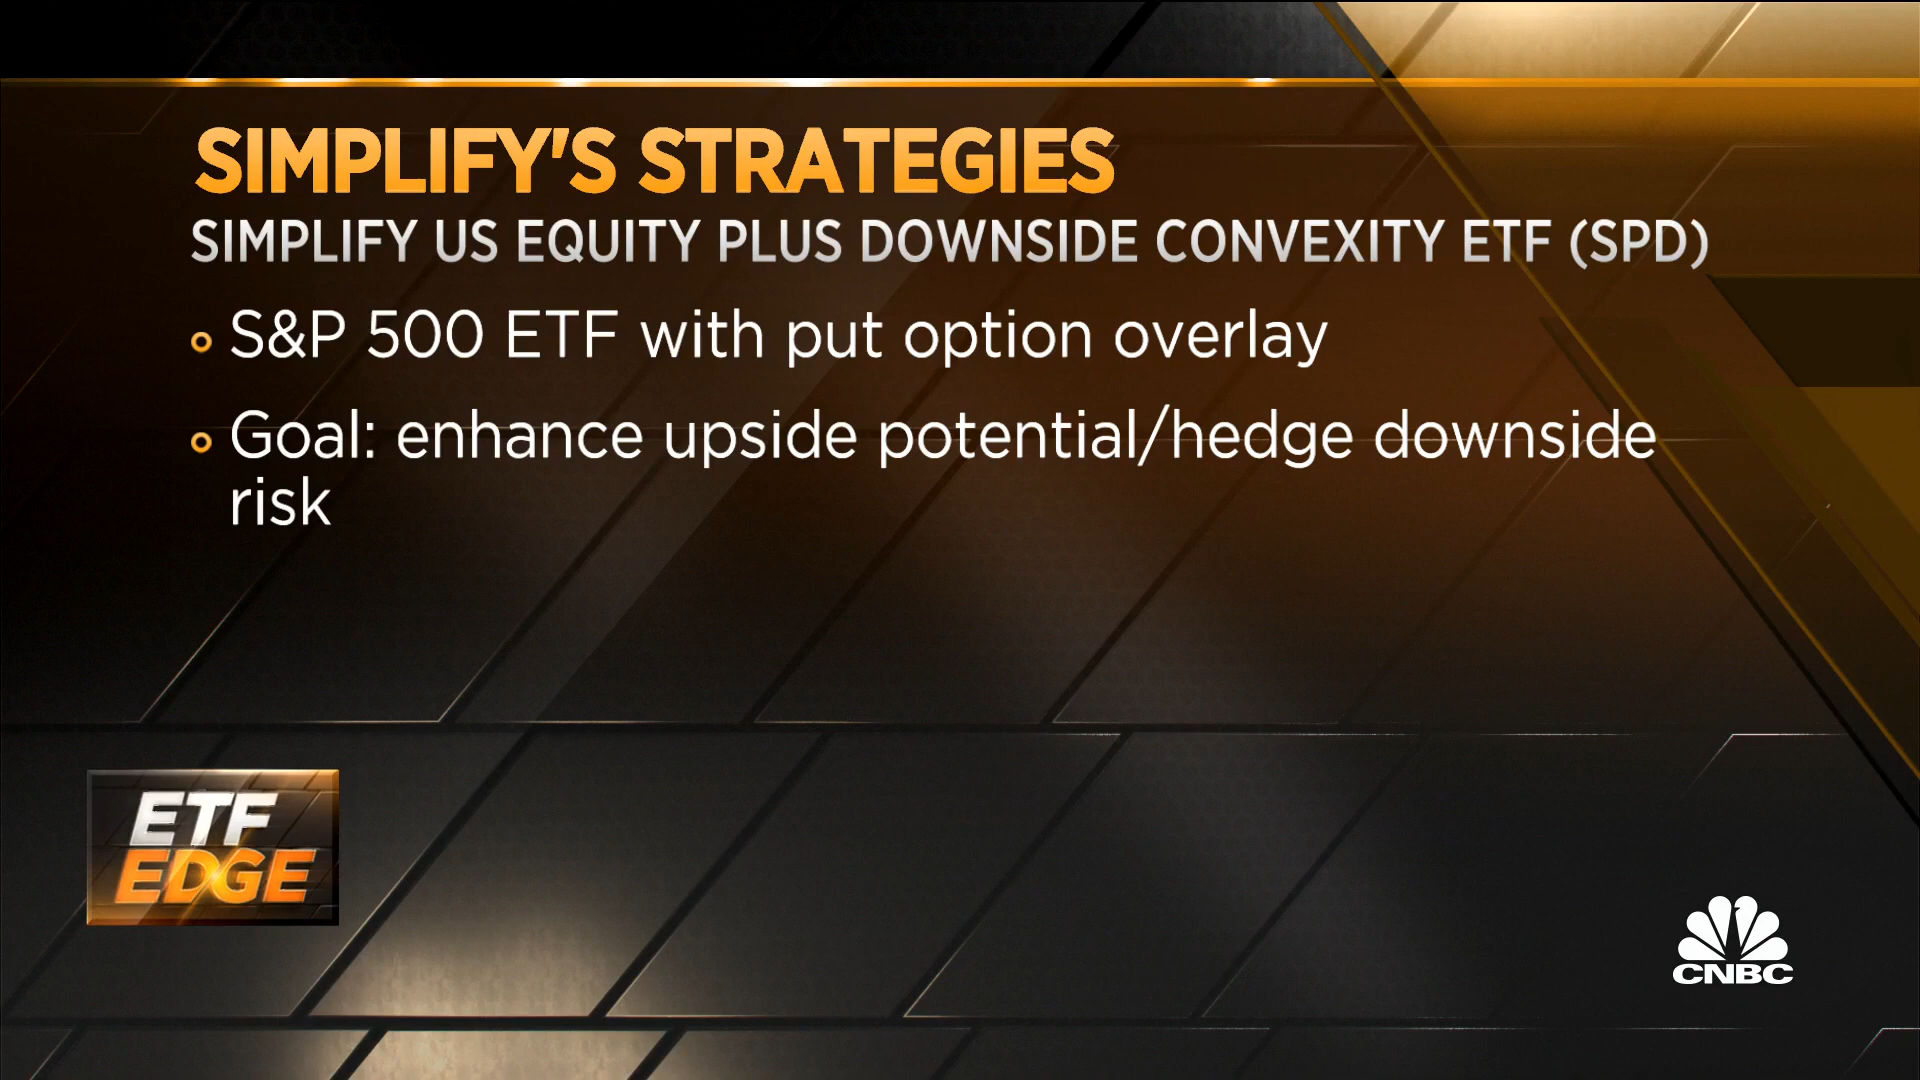 SIMPLIFY'S STRATEGIES
SIMPLIFY US EQUITY PLUS DOWNSIDE CONVEXITY ETF (SPD)
S&P 500 ETF with put option overlay
Goal: enhance upside potential/hedge downside
risk
ETF
EDGE
CNBC